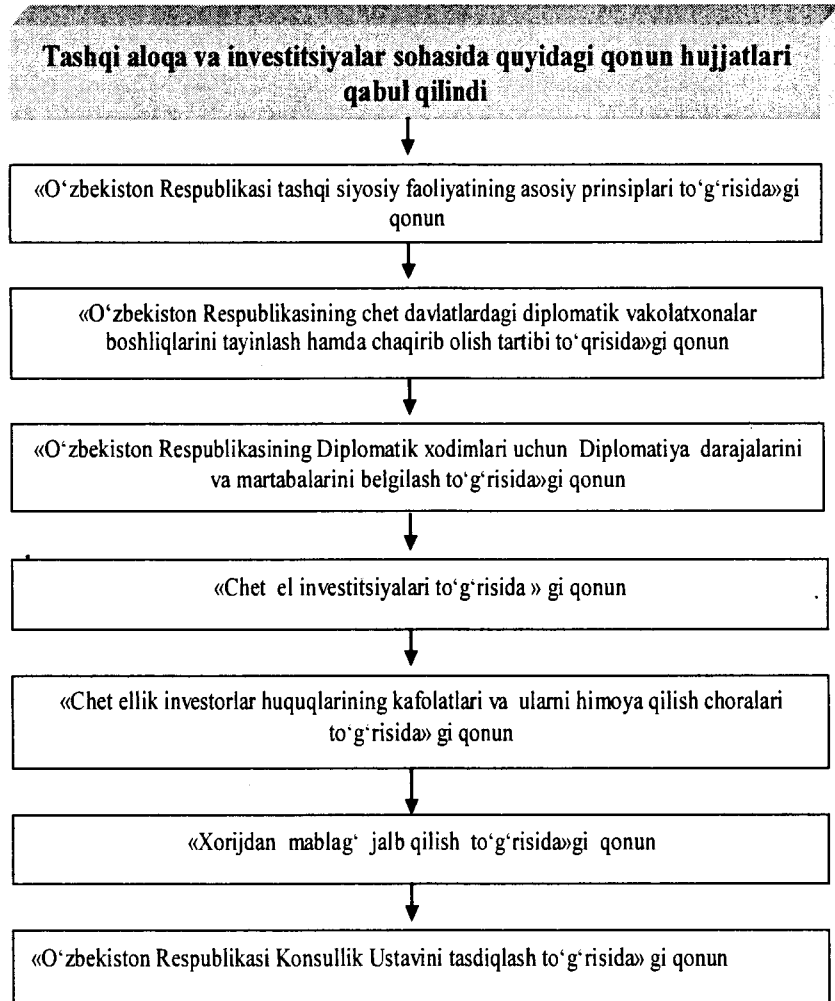 Tashqi aloqa va investitsiyalar sohasida quyidagi qonun hujjatlari
qabul qilindi
«O‘zbekiston Respublikasi tashqi siyosiy faoliyatining asosiy prinsiplari to‘g‘risida»gi
qonun
«O‘zbekiston Respublikasining chet davlatlardagi diplomatik vakolatxonalar
boshliqlarini tayinlash hamda chaqirib olish tartibi to‘qrisida»gi qonun
«O‘zbekiston Respublikasining Diplomatik xodimlari uchun Diplomatiya darajalarini
va martabalarini belgilash to‘g‘risida»gi qonun
«Chet el investitsiyalari to‘g‘risida » gi qonun
«Chet ellik investorlar huquqlarining kafolatlari va ularni himoya qilish choralari
to‘g‘risida» gi qonun
«Xorijdan mablag‘ jalb qilish to‘g‘risida»gi qonun
«O‘zbekiston Respublikasi Konsullik Ustavini tasdiqlash to‘g‘risida» gi qonun